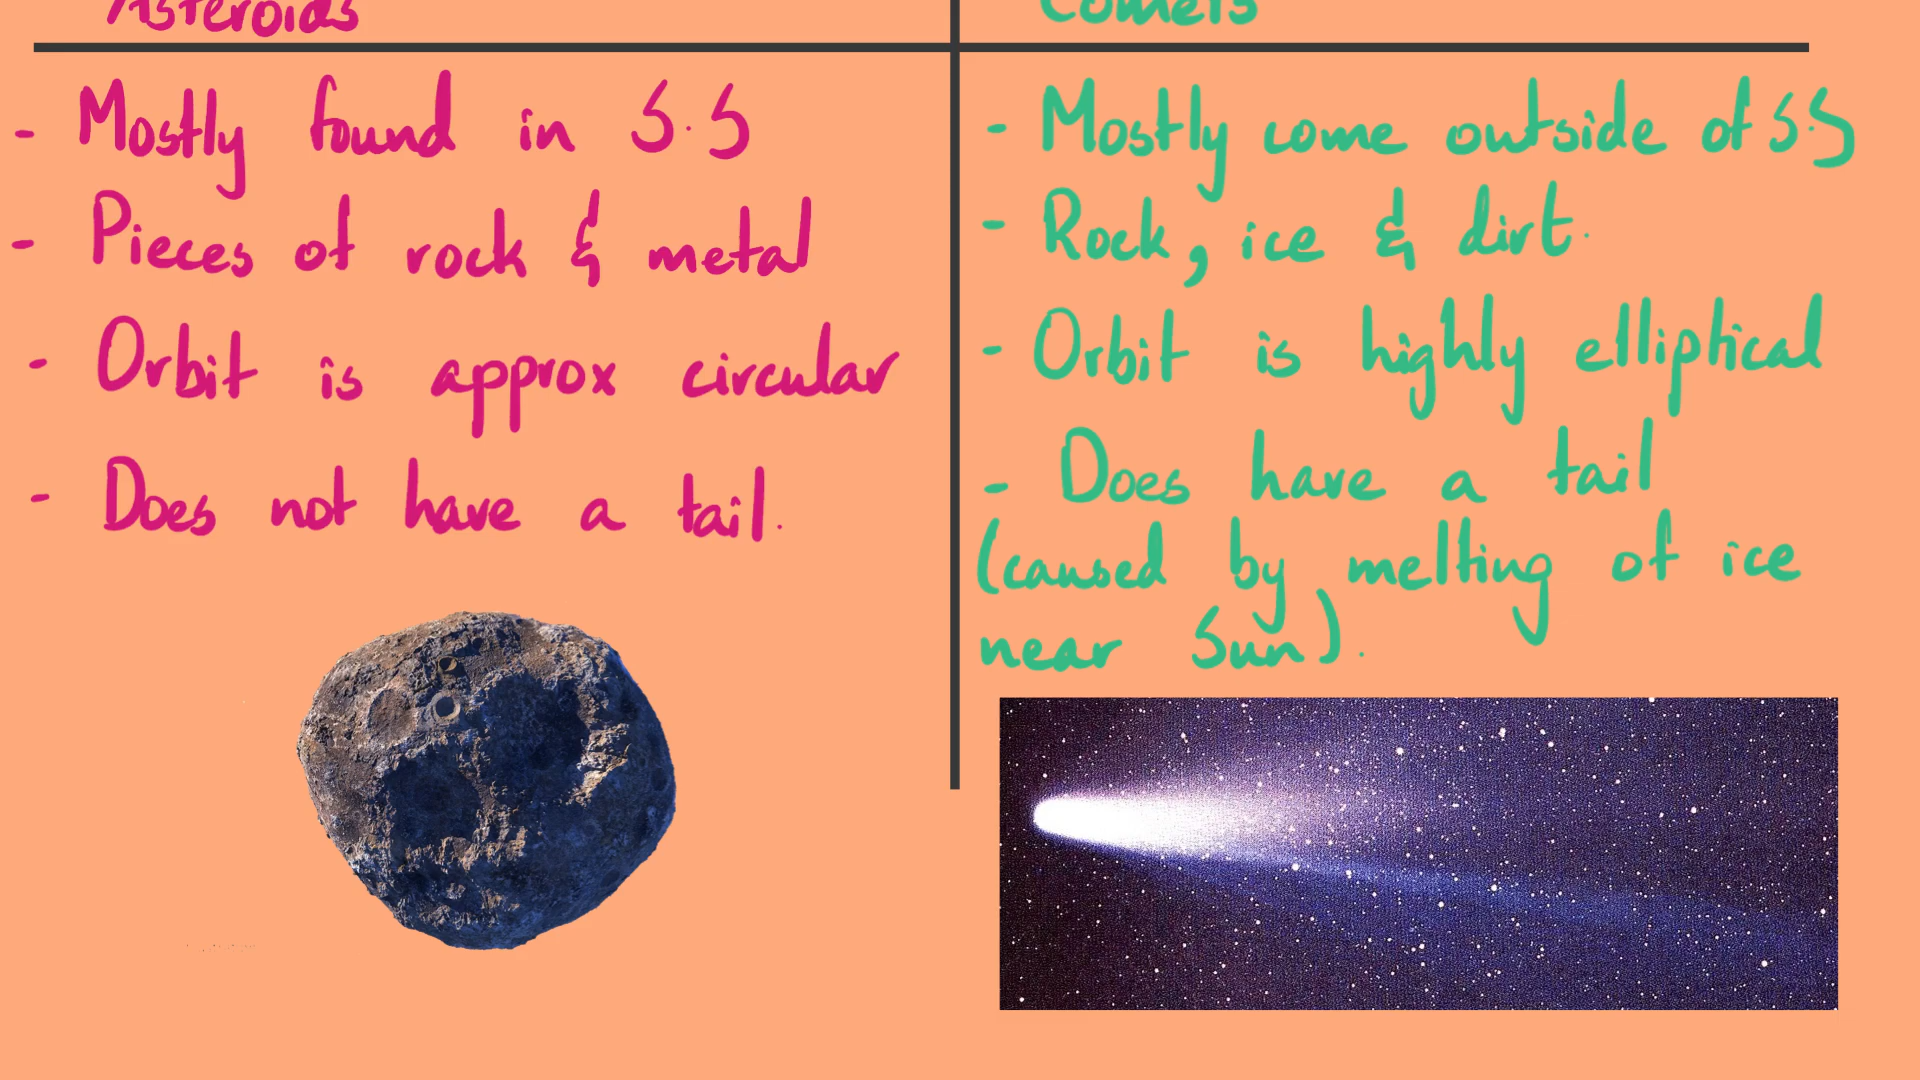 Asteroids
- Mostly found in S.S
- Pieces of rock & metal
- Orbit is approx circular
- Does not have a tail.
Comets
- Mostly come outside of S.S
- Rock, ice & dirt.
- Orbit is highly elliptical
- Does have a tail
(caused by melting of ice
near Sun).